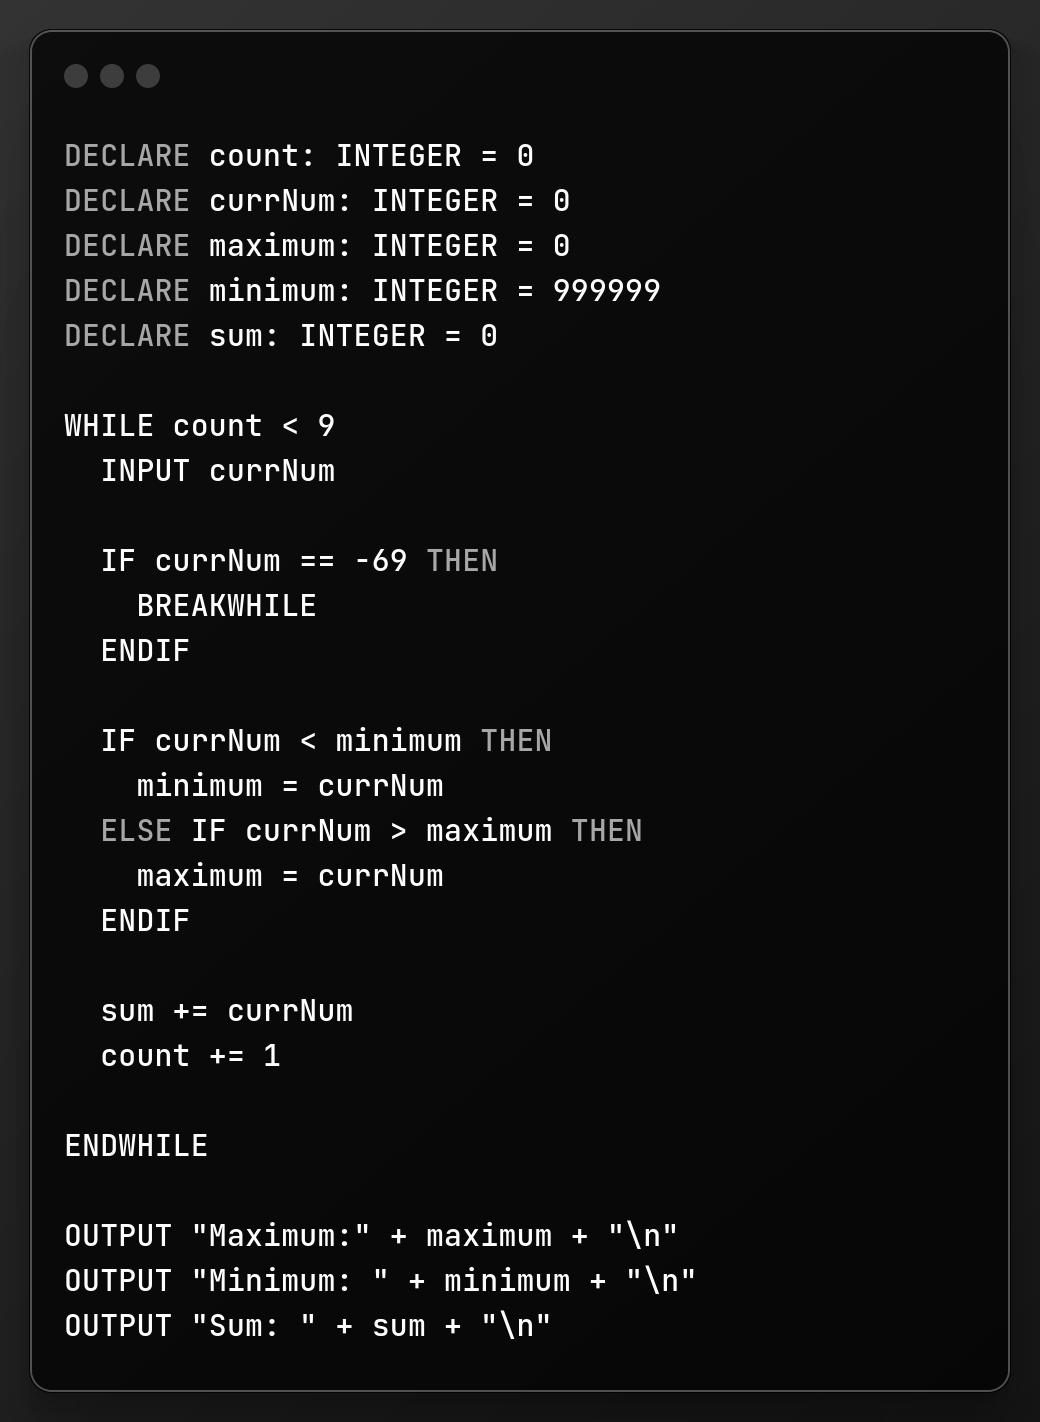 DECLARE count: INTEGER = 0
DECLARE currNum: INTEGER = 0
DECLARE maximum: INTEGER = 0
DECLARE minimum: INTEGER = 999999
DECLARE sum: INTEGER = 0

WHILE count < 9
  INPUT currNum

  IF currNum == -69 THEN
    BREAKWHILE
  ENDIF

  IF currNum < minimum THEN
    minimum = currNum
  ELSE IF currNum > maximum THEN
    maximum = currNum
  ENDIF

  sum += currNum
  count += 1

ENDWHILE

OUTPUT "Maximum:" + maximum + "\n"
OUTPUT "Minimum: " + minimum + "\n"
OUTPUT "Sum: " + sum + "\n"